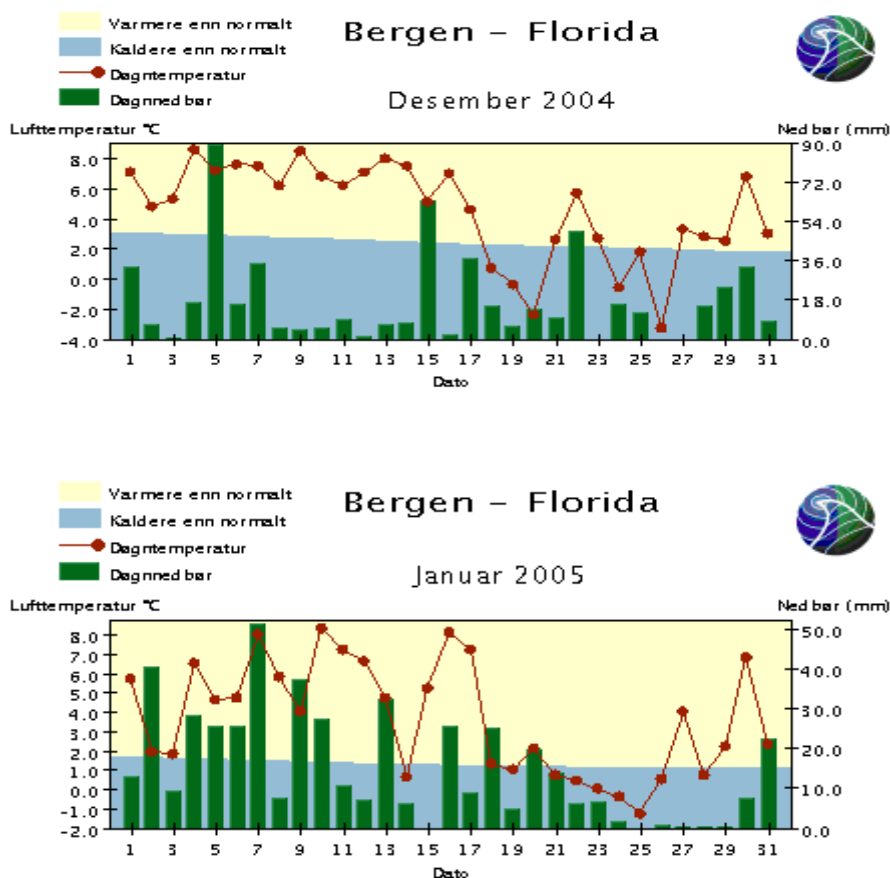 Varmere enn normalt
Kaldere enn normalt
Døgntemperatur
Døgnnedbør
Bergen – Florida
Desember 2004
Lufttemperatur °C
Nedbør (mm)
8.0
6.0
4.0
2.0
0.0
-2.0
-4.0
90.0
72.0
54.0
36.0
18.0
0.0
1 3 5 7 9 11 13 15 17 19 21 23 25 27 29 31
Dato
Varmere enn normalt
Kaldere enn normalt
Døgntemperatur
Døgnnedbør
Bergen – Florida
Januar 2005
Lufttemperatur °C
Nedbør (mm)
8.0
7.0
6.0
5.0
4.0
3.0
2.0
1.0
0.0
-1.0
-2.0
50.0
40.0
30.0
20.0
10.0
0.0
1 3 5 7 9 11 13 15 17 19 21 23 25 27 29 31
Dato